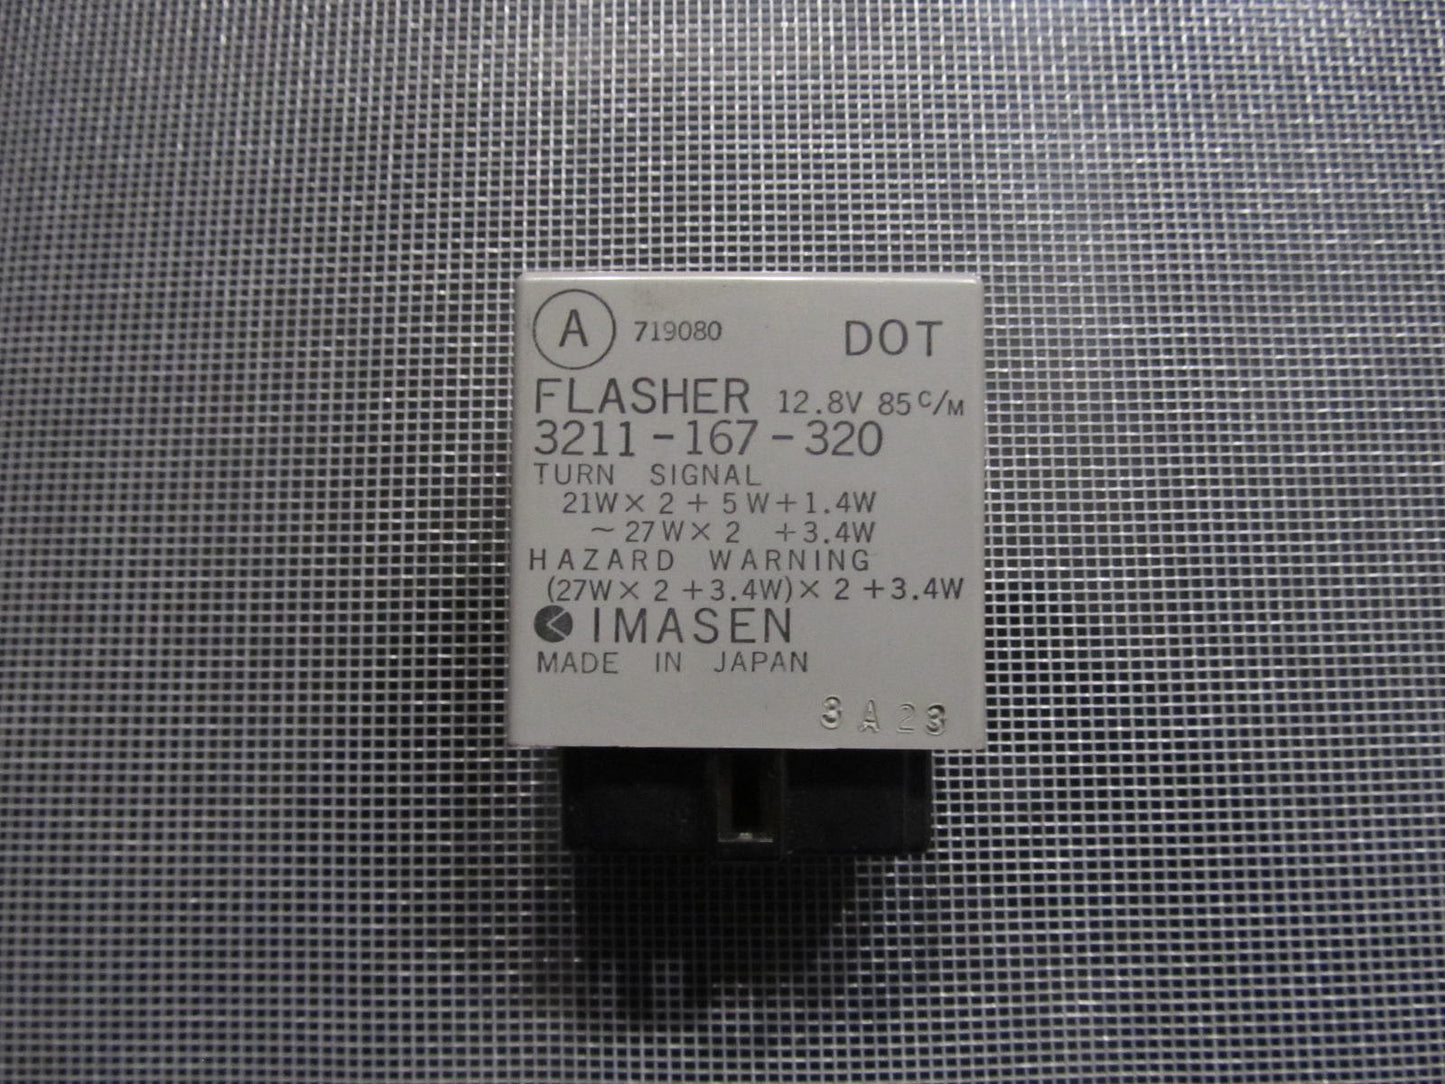 A 719080 DOT
FLASHER 12.8V 85C/M
3211-167-320
TURN SIGNAL
21W×2+5W+1.4W
~27W×2 +3.4W
HAZARD WARNING
(27W×2+3.4W)×2+3.4W
IMASEN
MADE IN JAPAN
3A23